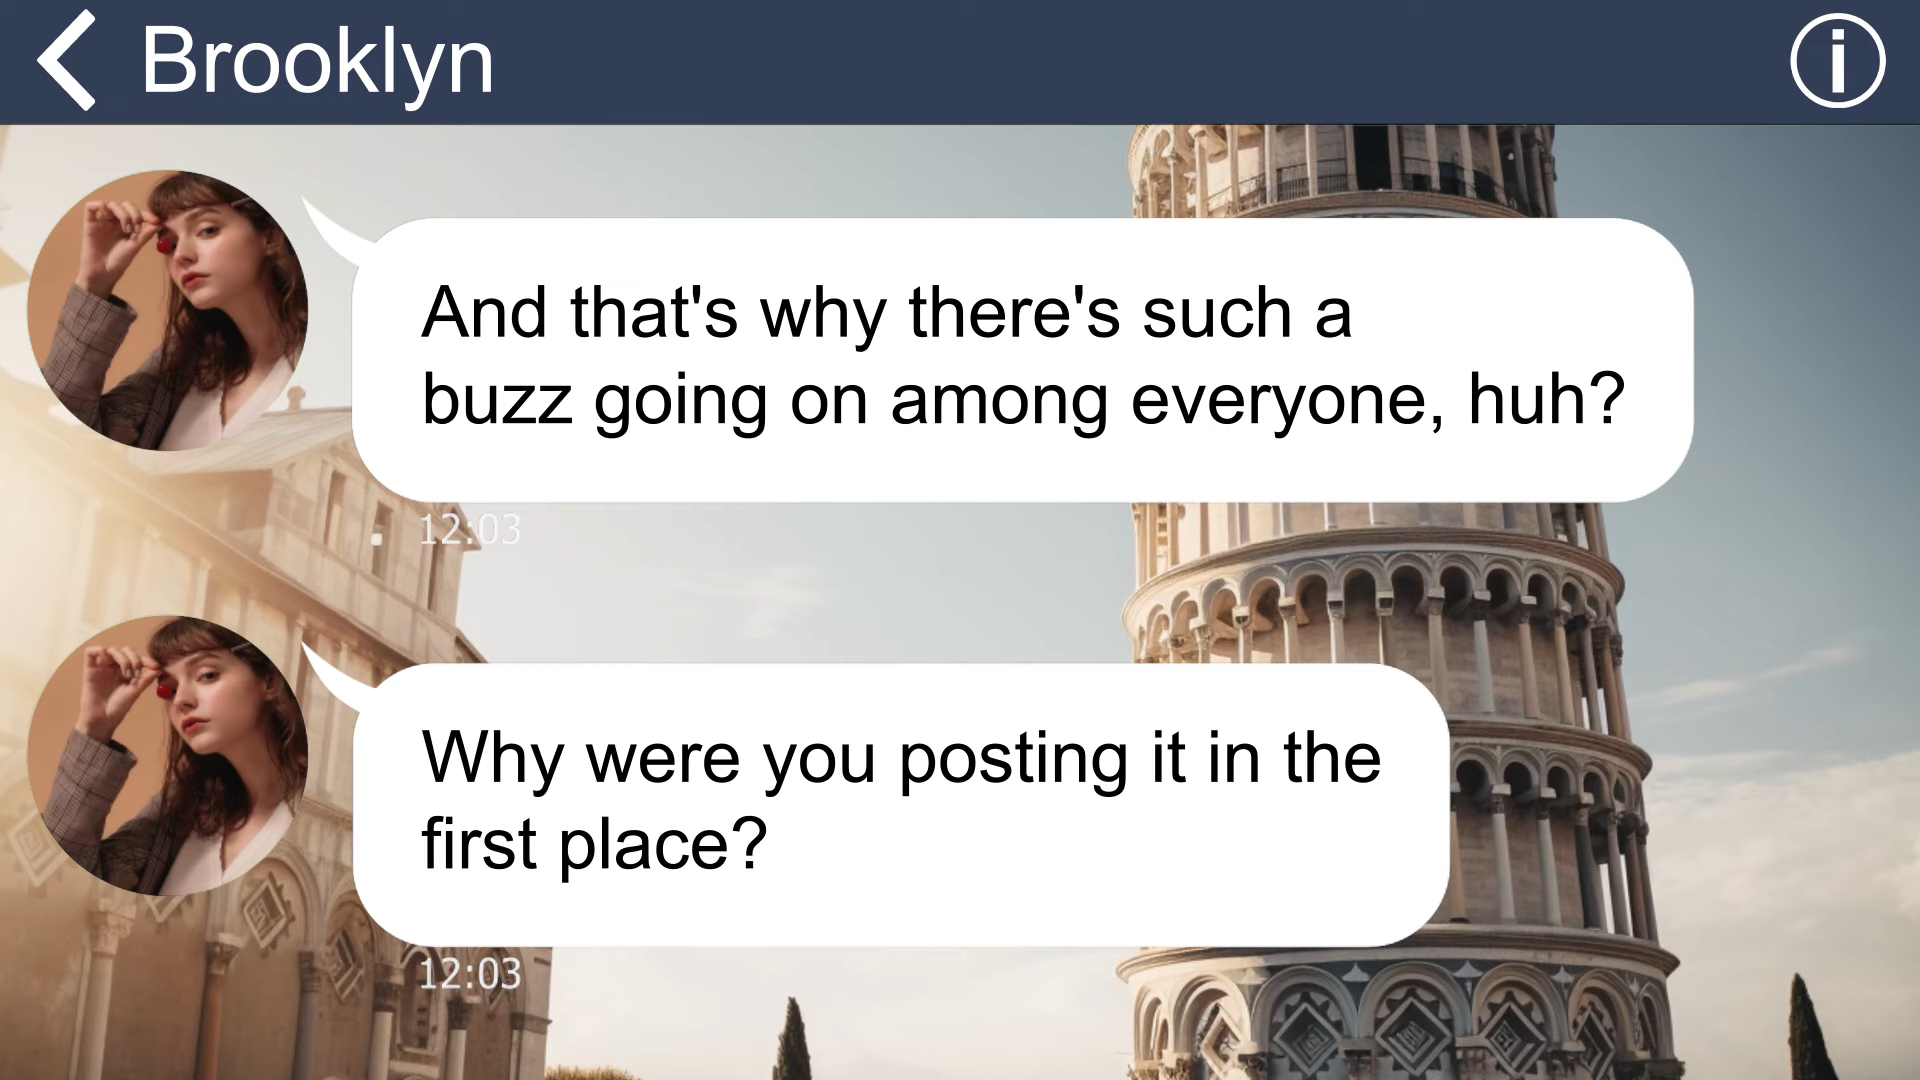 Brooklyn
And that's why there's such a
buzz going on among everyone, huh?
12:03
Why were you posting it in the
first place?
12:03